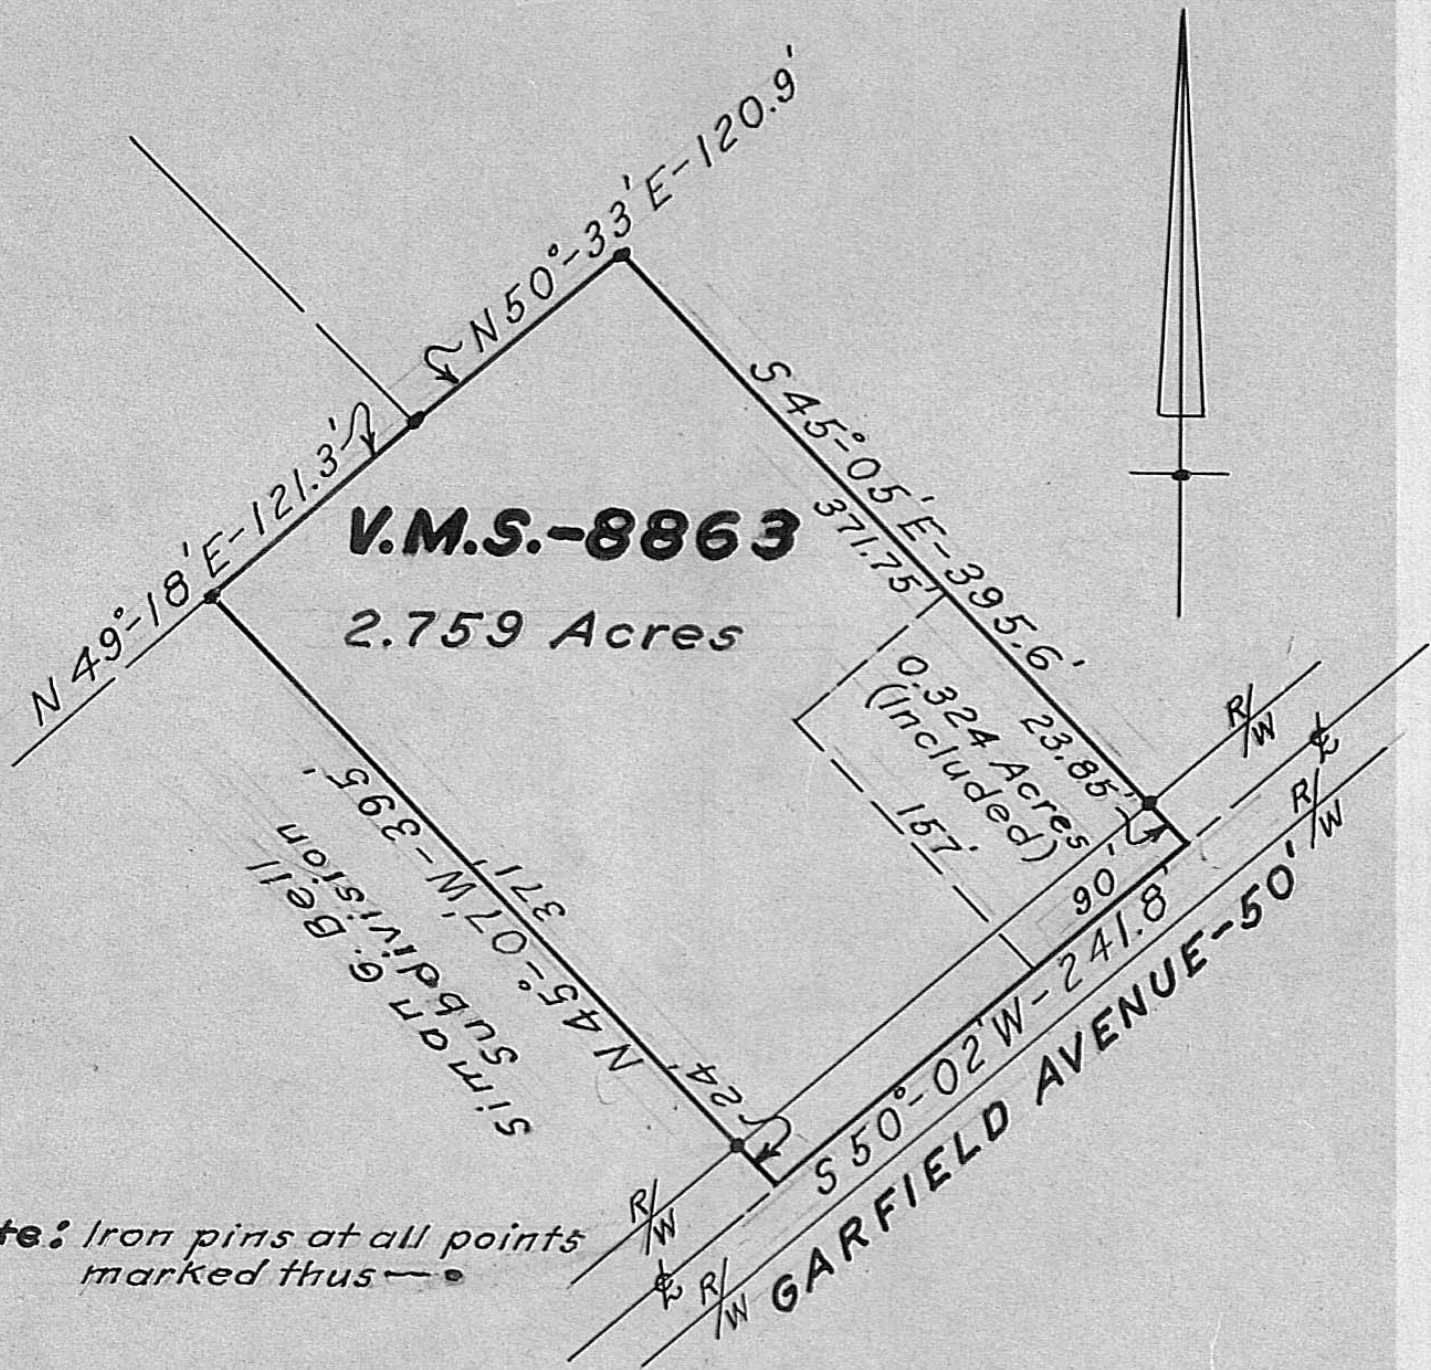 N 50°-33' E-120.9'
N 49°-18' E-121.3'
S 45°-05' E-395.6'
371.75'
23.85'
V.M.S.-8863
2.759 Acres
0.324 Acres
(Included)
157'
90'
N 45°-07' W-395'
371'
24'
Siman G. Bell
Subdivision
S 50°-02' W-241.8'
R/W
℄
R/W
GARFIELD AVENUE-50'
R/W
℄
R/W
te: Iron pins at all points
marked thus—•